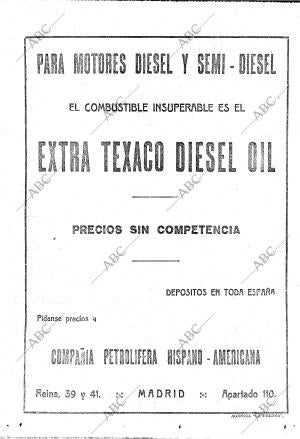 PARA MOTORES DIESEL Y SEMI-DIESEL
EL COMBUSTIBLE INSUPERABLE ES EL
EXTRA TEXACO DIESEL OIL
PRECIOS SIN COMPETENCIA
DEPOSITOS EN TODA ESPAÑA
Pídanse precios a
COMPAÑIA PETROLIFERA HISPANO-AMERICANA
Reina, 39 y 41. MADRID Apartado 110.